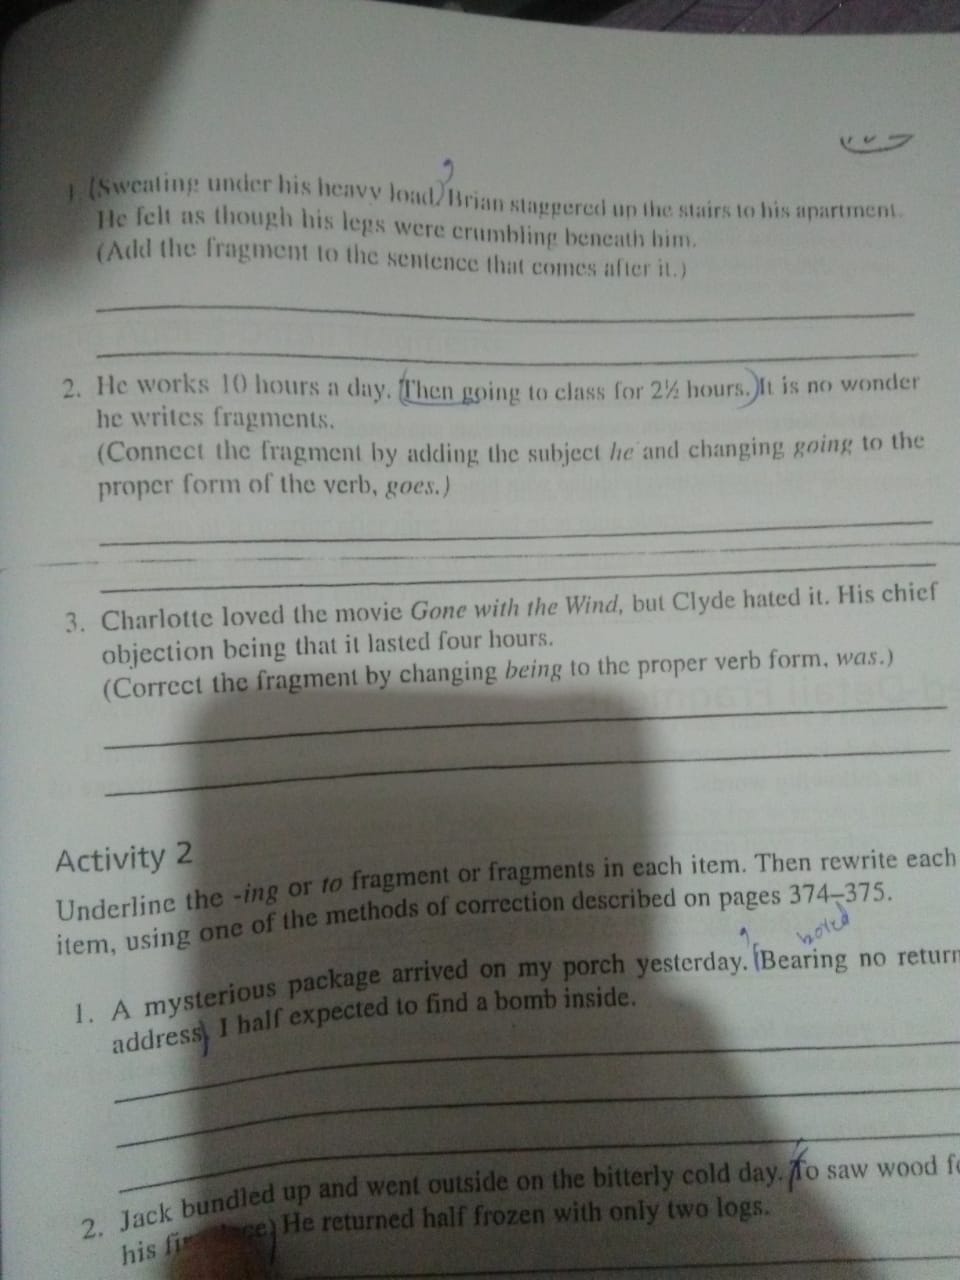 1. (Sweating under his heavy load), Brian staggered up the stairs to his apartment.
He felt as though his legs were crumbling beneath him.
(Add the fragment to the sentence that comes after it.)
2. He works 10 hours a day. (Then going to class for 2½ hours.) It is no wonder
he writes fragments.
(Connect the fragment by adding the subject he and changing going to the
proper form of the verb, goes.)
3. Charlotte loved the movie Gone with the Wind, but Clyde hated it. His chief
objection being that it lasted four hours.
(Correct the fragment by changing being to the proper verb form, was.)
Activity 2
Underline the -ing or to fragment or fragments in each item. Then rewrite each
item, using one of the methods of correction described on pages 374–375.
bored
1. A mysterious package arrived on my porch yesterday. (Bearing no return
address) I half expected to find a bomb inside.
2. Jack bundled up and went outside on the bitterly cold day. (To saw wood
his He returned half frozen with only two logs.